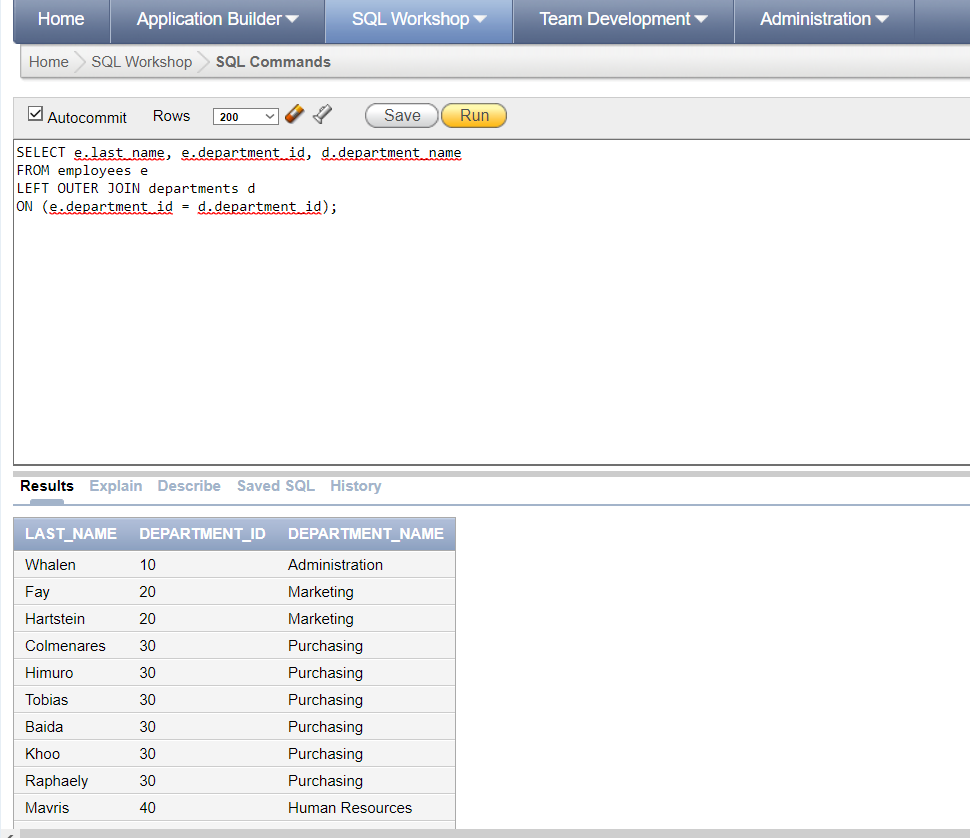 Home Application Builder SQL Workshop Team Development Administration
Home SQL Workshop SQL Commands
Autocommit Rows 200 Save Run
SELECT e.last_name, e.department_id, d.department_name
FROM employees e
LEFT OUTER JOIN departments d
ON (e.department_id = d.department_id);
Results Explain Describe Saved SQL History
LAST_NAME DEPARTMENT_ID DEPARTMENT_NAME
Whalen 10 Administration
Fay 20 Marketing
Hartstein 20 Marketing
Colmenares 30 Purchasing
Himuro 30 Purchasing
Tobias 30 Purchasing
Baida 30 Purchasing
Khoo 30 Purchasing
Raphaely 30 Purchasing
Mavris 40 Human Resources